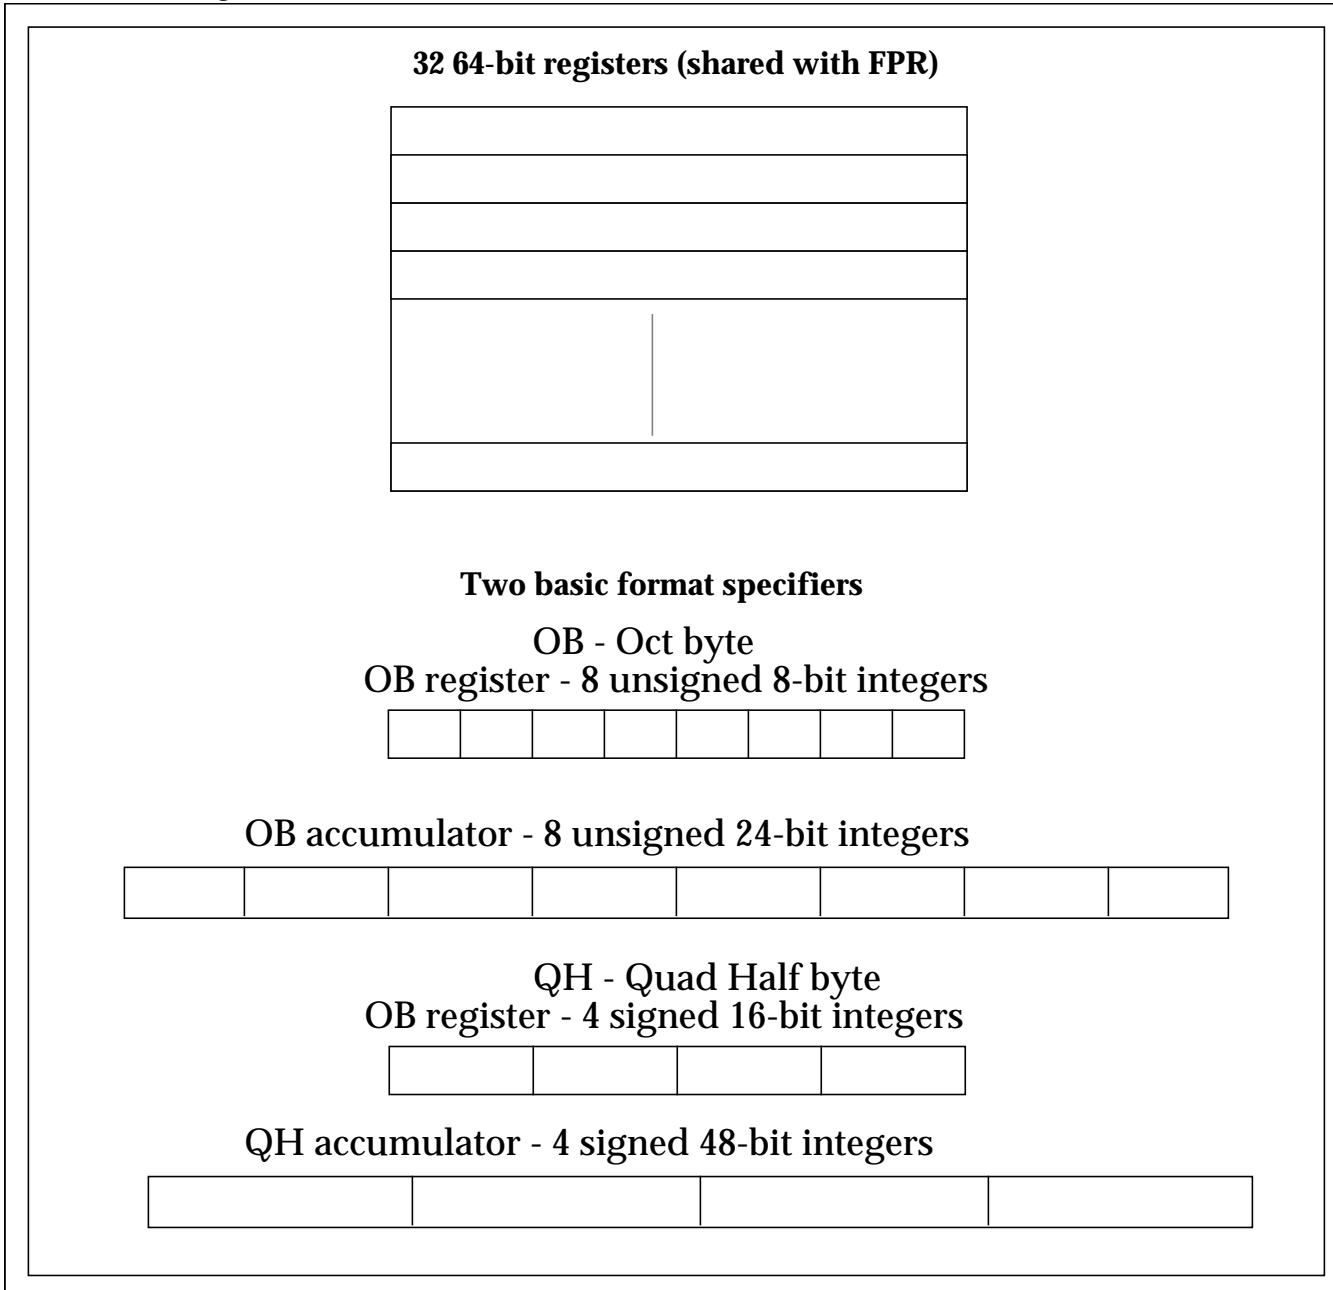 32 64-bit registers (shared with FPR)
Two basic format specifiers
OB - Oct byte
OB register - 8 unsigned 8-bit integers
OB accumulator - 8 unsigned 24-bit integers
QH - Quad Half byte
OB register - 4 signed 16-bit integers
QH accumulator - 4 signed 48-bit integers